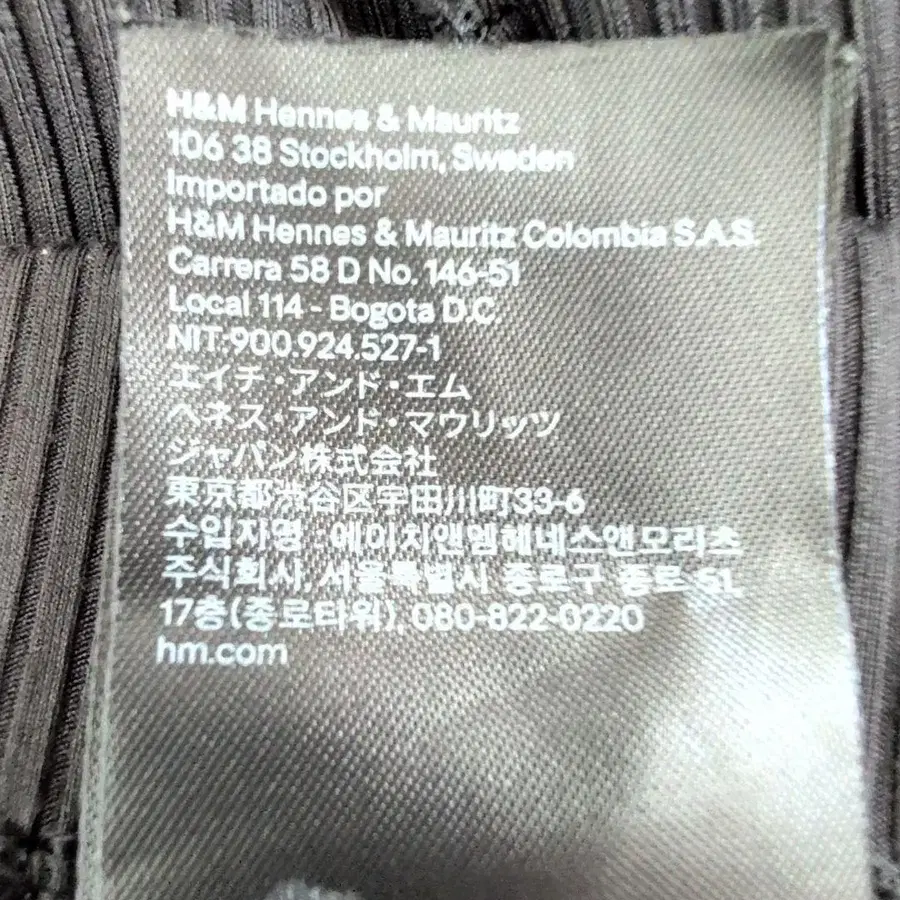 H&M Hennes & Mauritz
106 38 Stockholm, Sweden
Importado por
H&M Hennes & Mauritz Colombia S.A.S.
Carrera 58 D No. 146-51
Local 114 - Bogota D.C.
NIT:900.924.527-1
エイチ・アンド・エム
ヘネス・アンド・マウリッツ
ジャパン株式会社
東京都渋谷区宇田川町33-6
수입자명 : 에이치앤엠헤네스앤모리츠
주식회사, 서울특별시 종로구 종로 51,
17층(종로타워), 080-822-0220
hm.com